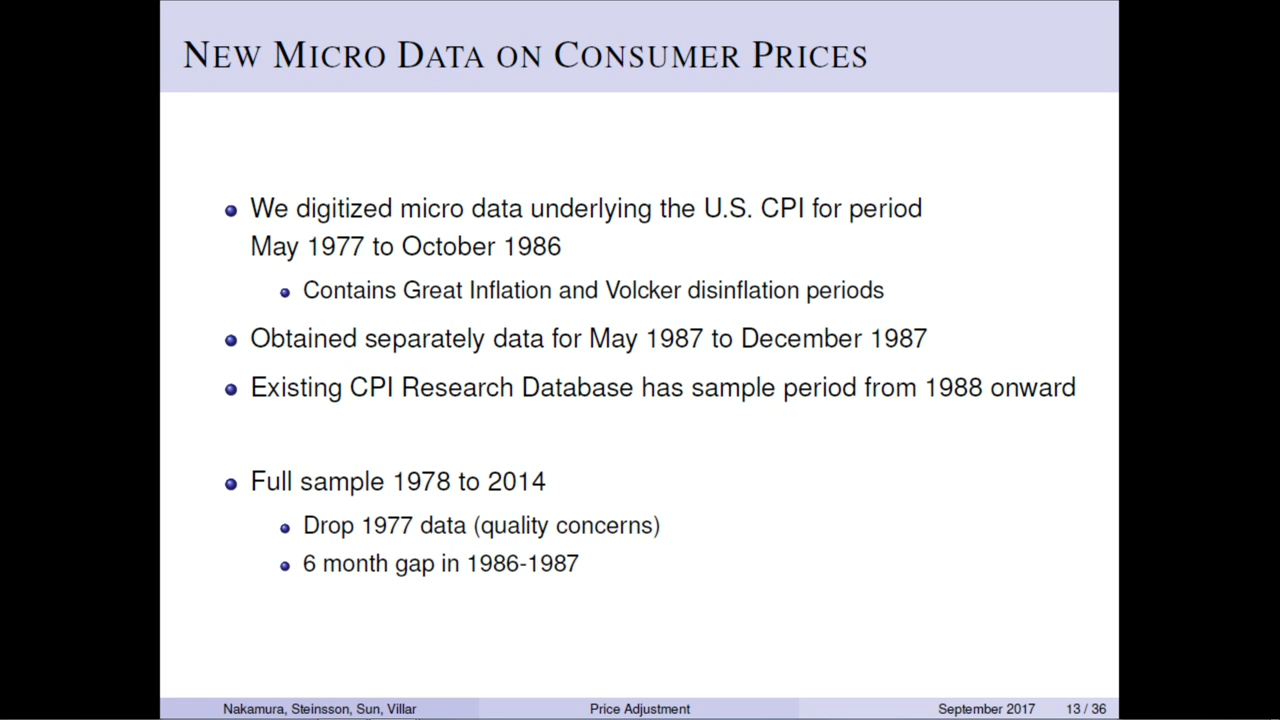 NEW MICRO DATA ON CONSUMER PRICES
We digitized micro data underlying the U.S. CPI for period
May 1977 to October 1986
Contains Great Inflation and Volcker disinflation periods
Obtained separately data for May 1987 to December 1987
Existing CPI Research Database has sample period from 1988 onward
Full sample 1978 to 2014
Drop 1977 data (quality concerns)
6 month gap in 1986-1987
Nakamura, Steinsson, Sun, Villar Price Adjustment September 2017 13 / 36